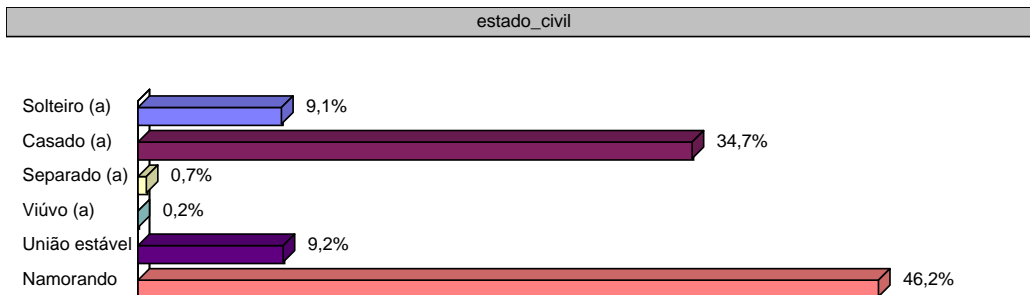 estado_civil
Solteiro (a) 9,1%
Casado (a) 34,7%
Separado (a) 0,7%
Viúvo (a) 0,2%
União estável 9,2%
Namorando 46,2%